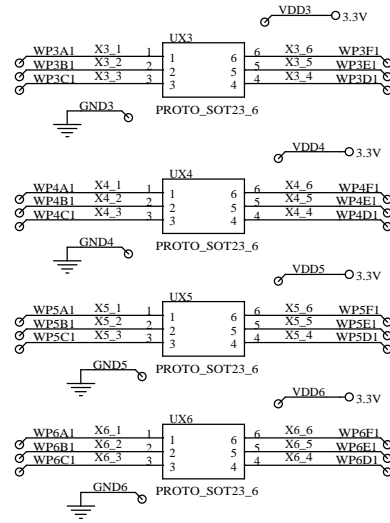 VDD3 3.3V
UX3
WP3A1 X3_1 1 1 6 6 X3_6 WP3F1
WP3B1 X3_2 2 2 5 5 X3_5 WP3E1
WP3C1 X3_3 3 3 4 4 X3_4 WP3D1
GND3 PROTO_SOT23_6
VDD4 3.3V
UX4
WP4A1 X4_1 1 1 6 6 X4_6 WP4F1
WP4B1 X4_2 2 2 5 5 X4_5 WP4E1
WP4C1 X4_3 3 3 4 4 X4_4 WP4D1
GND4 PROTO_SOT23_6
VDD5 3.3V
UX5
WP5A1 X5_1 1 1 6 6 X5_6 WP5F1
WP5B1 X5_2 2 2 5 5 X5_5 WP5E1
WP5C1 X5_3 3 3 4 4 X5_4 WP5D1
GND5 PROTO_SOT23_6
VDD6 3.3V
UX6
WP6A1 X6_1 1 1 6 6 X6_6 WP6F1
WP6B1 X6_2 2 2 5 5 X6_5 WP6E1
WP6C1 X6_3 3 3 4 4 X6_4 WP6D1
GND6 PROTO_SOT23_6